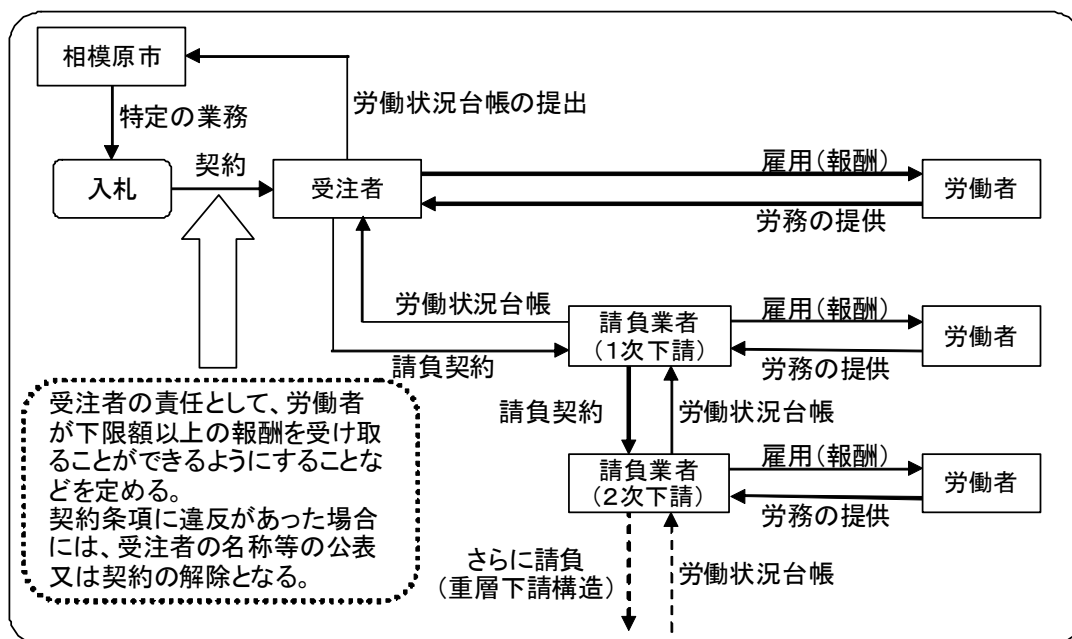 相模原市
労働状況台帳の提出
特定の業務
契約
入札
受注者
雇用（報酬）
労働者
労務の提供
労働状況台帳
請負契約
請負業者
（１次下請）
雇用（報酬）
労働者
労務の提供
受注者の責任として、労働者
が下限額以上の報酬を受け取
ることができるようにすることな
どを定める。
契約条項に違反があった場合
には、受注者の名称等の公表
又は契約の解除となる。
請負契約
労働状況台帳
請負業者
（２次下請）
雇用（報酬）
労働者
労務の提供
さらに請負
（重層下請構造）
労働状況台帳